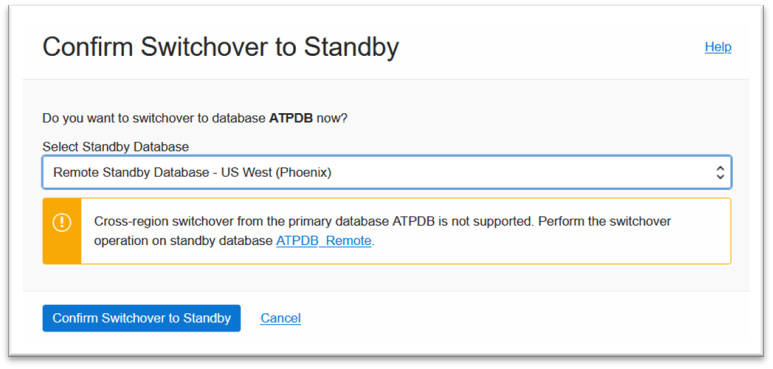 Confirm Switchover to Standby
Help
Do you want to switchover to database ATPDB now?
Select Standby Database
Remote Standby Database - US West (Phoenix)
Cross-region switchover from the primary database ATPDB is not supported. Perform the switchover
operation on standby database ATPDB_Remote.
Confirm Switchover to Standby
Cancel